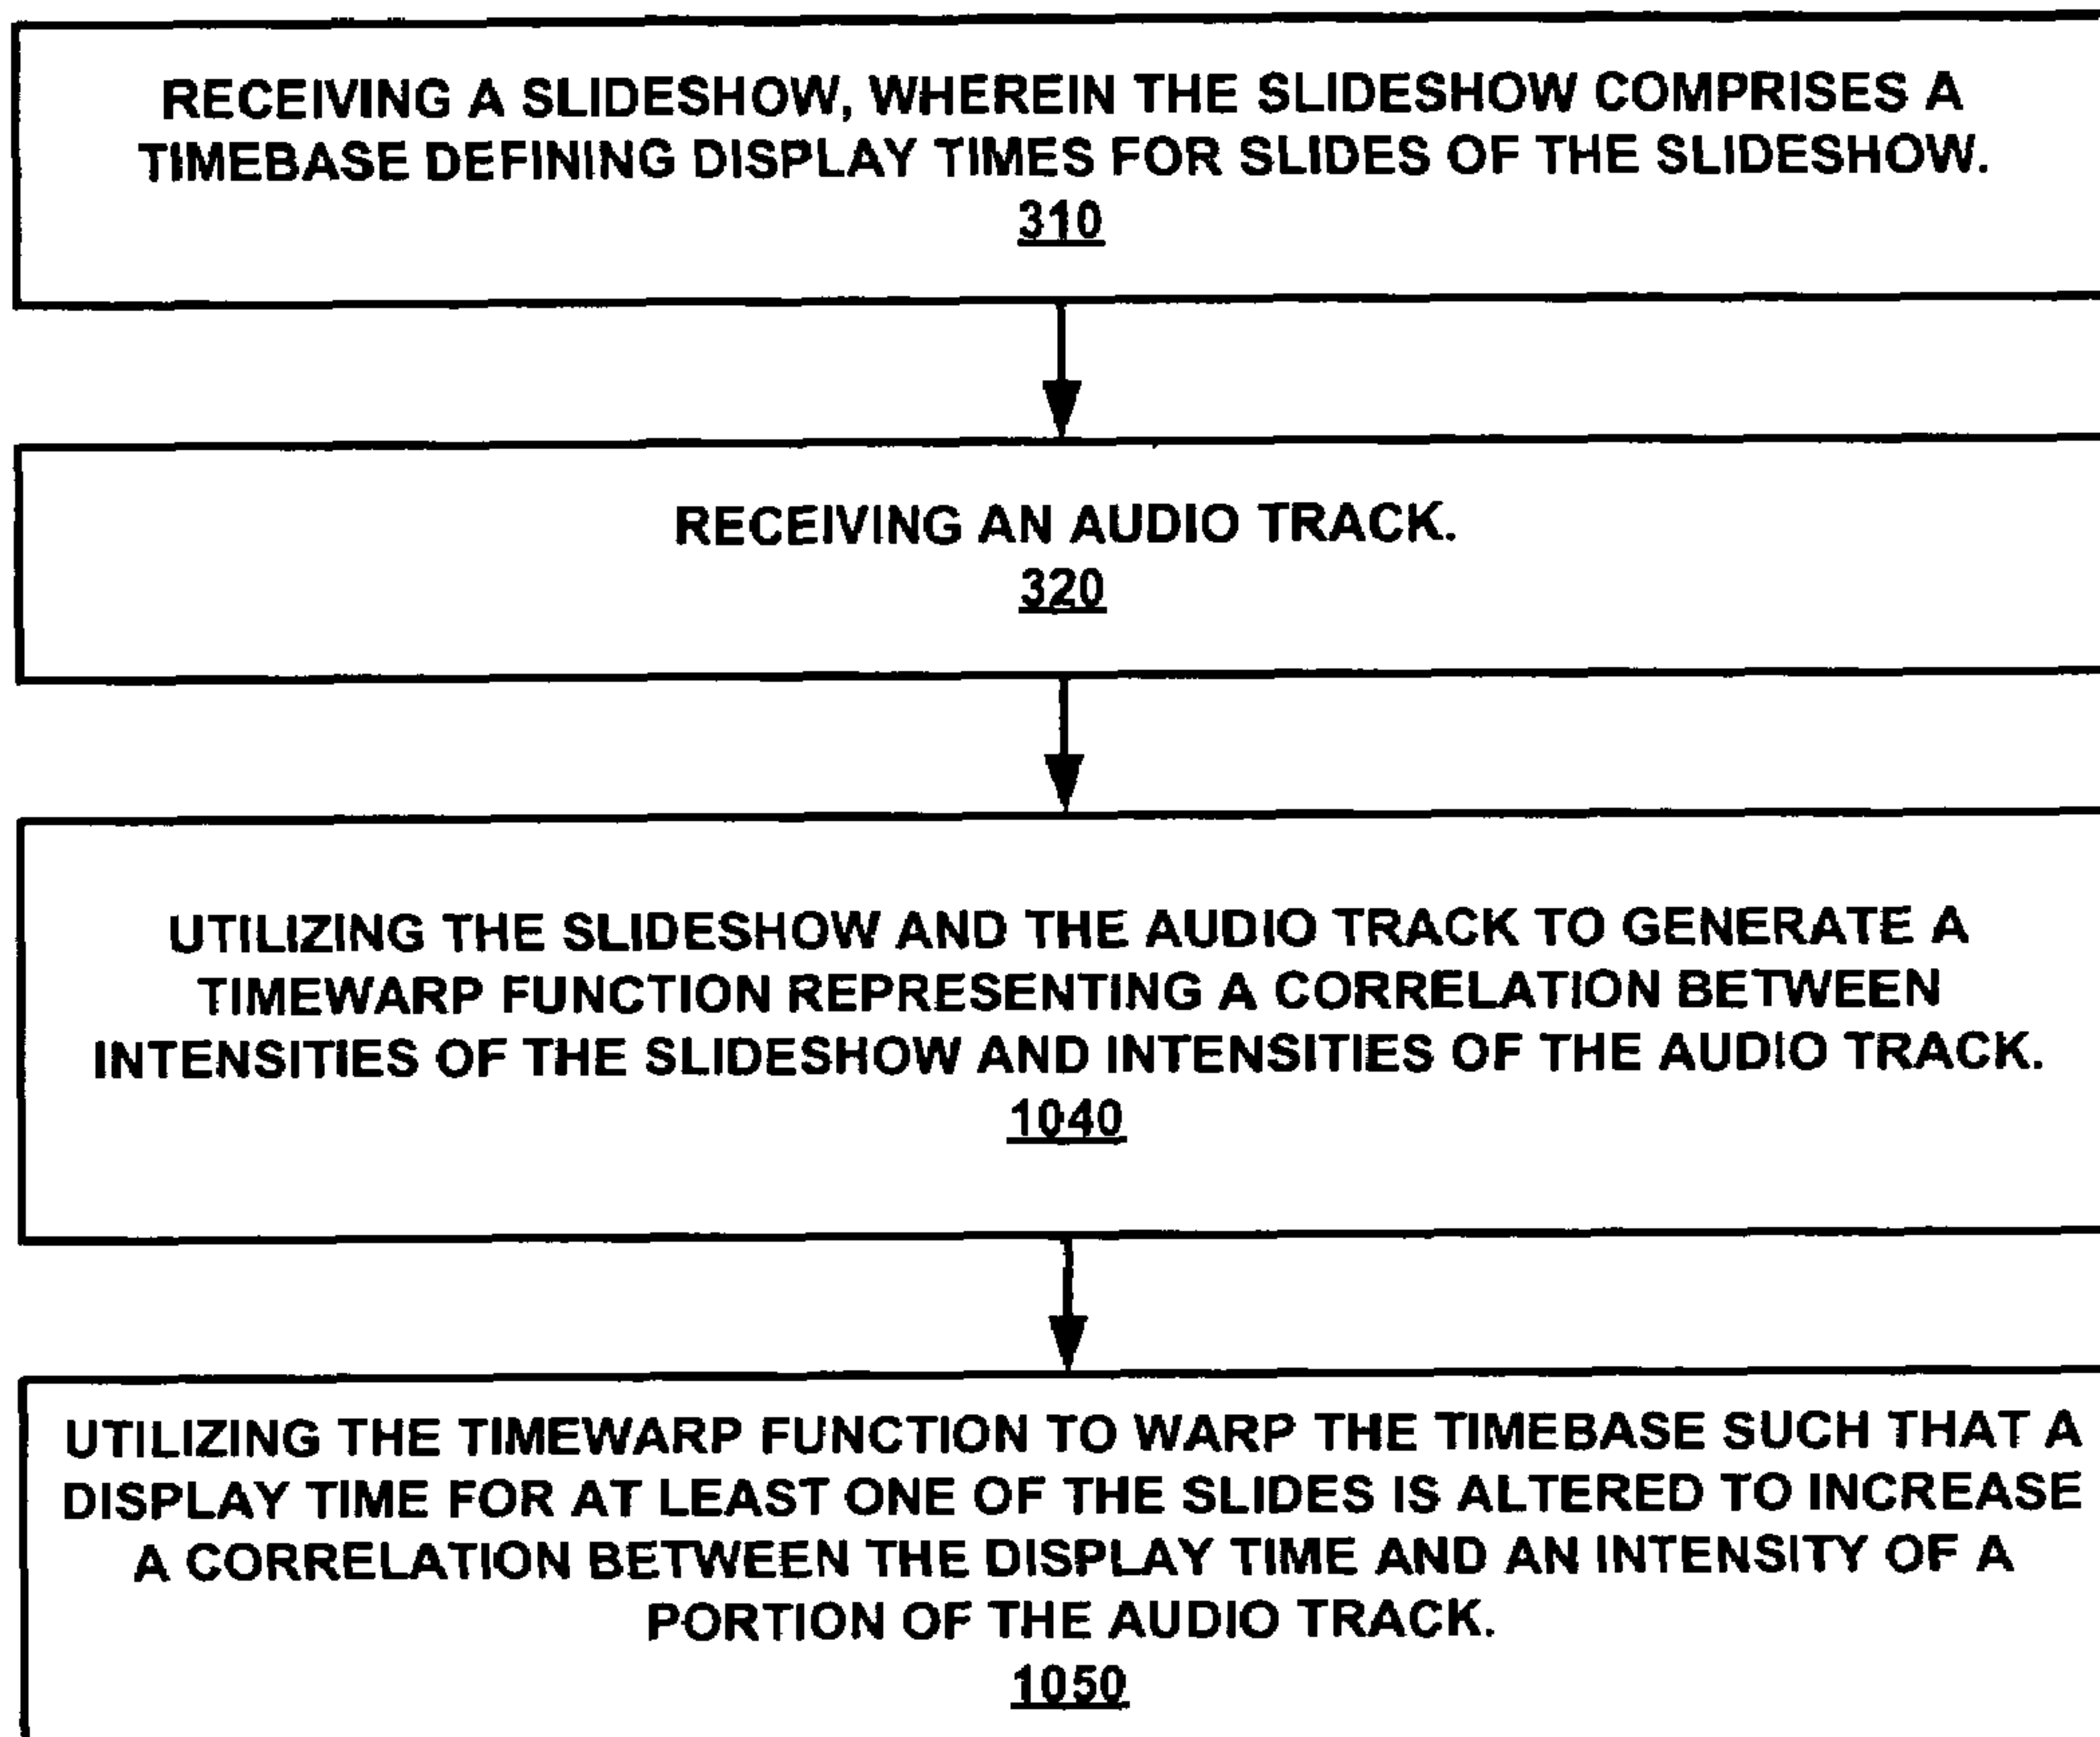 RECEIVING A SLIDESHOW, WHEREIN THE SLIDESHOW COMPRISES A
TIMEBASE DEFINING DISPLAY TIMES FOR SLIDES OF THE SLIDESHOW.
310
RECEIVING AN AUDIO TRACK.
320
UTILIZING THE SLIDESHOW AND THE AUDIO TRACK TO GENERATE A
TIMEWARP FUNCTION REPRESENTING A CORRELATION BETWEEN
INTENSITIES OF THE SLIDESHOW AND INTENSITIES OF THE AUDIO TRACK.
1040
UTILIZING THE TIMEWARP FUNCTION TO WARP THE TIMEBASE SUCH THAT A
DISPLAY TIME FOR AT LEAST ONE OF THE SLIDES IS ALTERED TO INCREASE
A CORRELATION BETWEEN THE DISPLAY TIME AND AN INTENSITY OF A
PORTION OF THE AUDIO TRACK.
1050